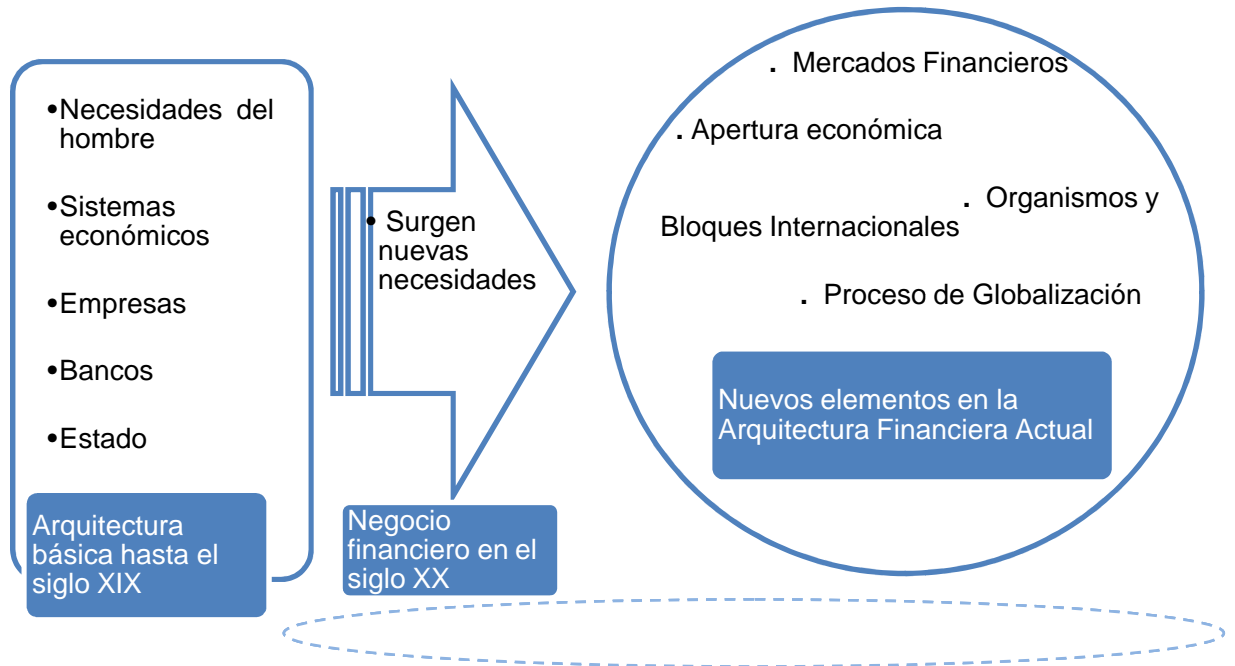 •Necesidades del
hombre
•Sistemas
económicos
•Empresas
•Bancos
•Estado
Arquitectura
básica hasta el
siglo XIX
• Surgen
nuevas
necesidades
Negocio
financiero en el
siglo XX
. Mercados Financieros
. Apertura económica
. Organismos y
Bloques Internacionales
. Proceso de Globalización
Nuevos elementos en la
Arquitectura Financiera Actual